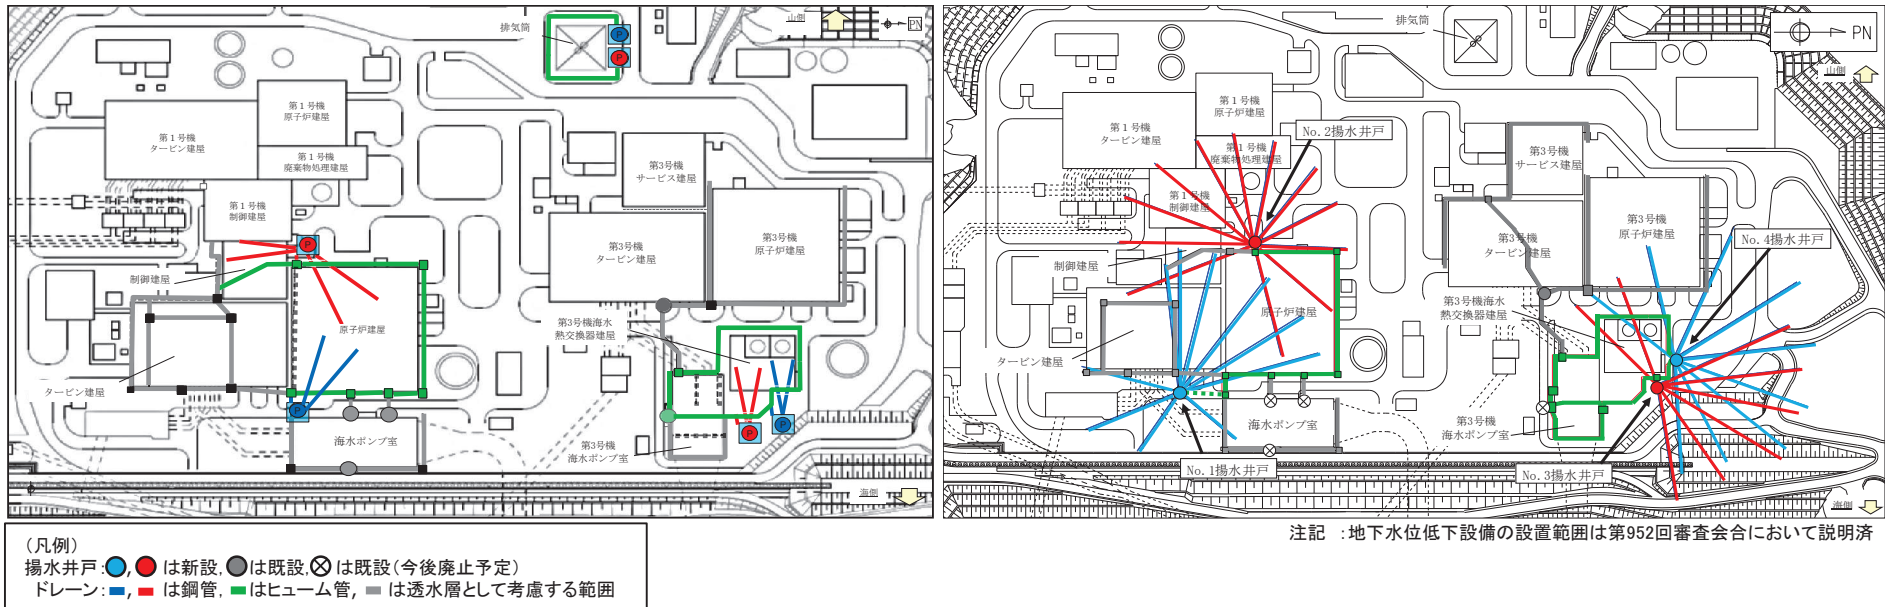 排気筒
山側
PN
第1号機
原子炉建屋
第1号機
タービン建屋
第1号機
廃棄物処理建屋
第3号機
サービス建屋
第1号機
制御建屋
第3号機
タービン建屋
第3号機
原子炉建屋
制御建屋
原子炉建屋
第3号機海水
熱交換器建屋
タービン建屋
海水ポンプ室
第3号機
海水ポンプ室
海側
P
P
P
P
P
P
排気筒
PN
山側
第1号機
原子炉建屋
No.2揚水井戸
第1号機
タービン建屋
第1号機
廃棄物処理建屋
第3号機
サービス建屋
第1号機
制御建屋
第3号機
原子炉建屋
第3号機
タービン建屋
No.4揚水井戸
制御建屋
原子炉建屋
第3号機海水
熱交換器建屋
タービン建屋
海水ポンプ室
第3号機
海水ポンプ室
No.1揚水井戸
No.3揚水井戸
海側
注記 :地下水位低下設備の設置範囲は第952回審査会合において説明済
(凡例)
揚水井戸: , は新設, は既設, は既設(今後廃止予定)
ドレーン: , は鋼管, はヒューム管, は透水層として考慮する範囲